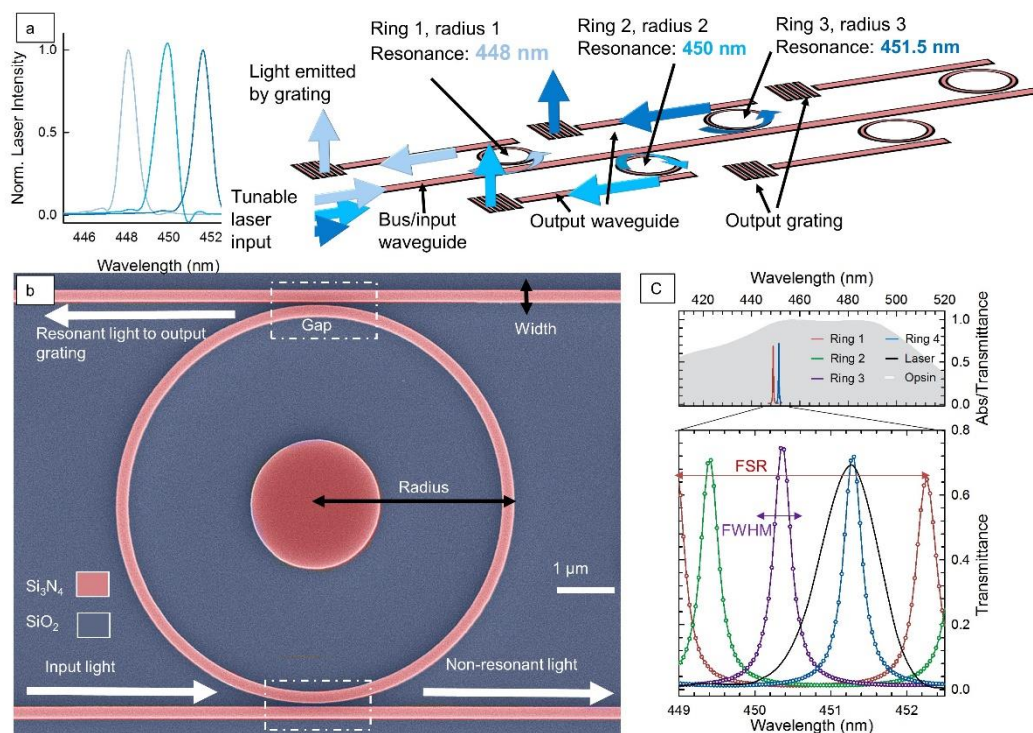 a
Norm. Laser Intensity
1.0
0.5
0.0
446 448 450 452
Wavelength (nm)
Light emitted
by grating
Tunable
laser
input
Ring 1, radius 1
Resonance: 448 nm
Ring 2, radius 2
Resonance: 450 nm
Ring 3, radius 3
Resonance: 451.5 nm
Bus/input
waveguide
Output waveguide
Output grating
b
Resonant light to output
grating
Gap
Width
Radius
1 µm
Si₃N₄
SiO₂
Input light
Non-resonant light
C
Wavelength (nm)
420 440 460 480 500 520
Ring 1
Ring 2
Ring 3
Ring 4
Laser
Opsin
1.0
0.5
0.0
Abs/Transmittance
FSR
FWHM
0.8
0.6
0.4
0.2
0.0
Transmittance
449 450 451 452
Wavelength (nm)